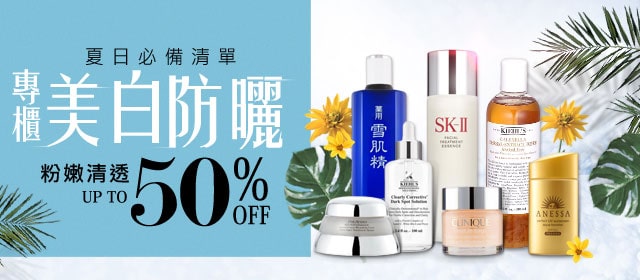 夏日必備清單
專櫃
美白防曬
粉嫩清透
UP TO
50%
OFF
藥用
雪肌精
SK-II
FACIAL
TREATMENT
ESSENCE
KIEHL'S
CALENDULA
KIEHL'S
Clearly Corrective
Dark Spot Solution
CLINIQUE
ANESSA